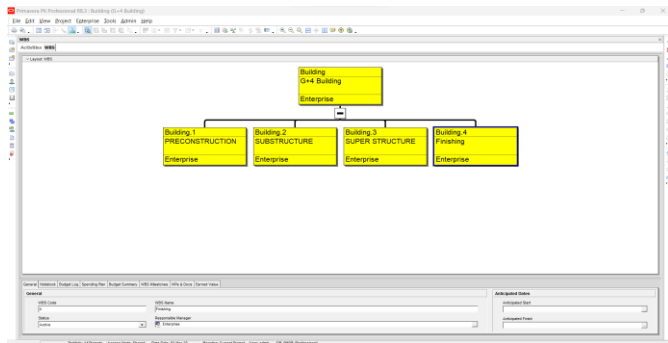 Primavera P6 Professional R8.3 : Building (G+4 Building)
File Edit View Project Enterprise Tools Admin Help
WBS
Activities WBS
Layout: WBS
Building
G+4 Building
Enterprise
Building.1
PRECONSTRUCTION
Enterprise
Building.2
SUBSTRUCTURE
Enterprise
Building.3
SUPER STRUCTURE
Enterprise
Building.4
Finishing
Enterprise
General Notebook Budget Log Spending Plan Budget Summary WBS Milestones WPs & Docs Earned Value
General
WBS Code
WBS Name
4
Finishing
Status
Responsible Manager
Active
Enterprise
Anticipated Dates
Anticipated Start
Anticipated Finish